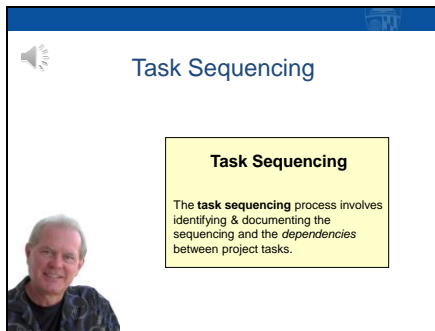 Task Sequencing
Task Sequencing
The task sequencing process involves
identifying & documenting the
sequencing and the dependencies
between project tasks.